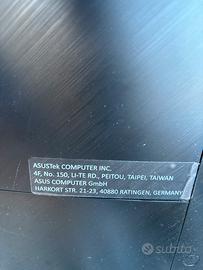 ASUSTek COMPUTER INC.
4F, No. 150, LI-TE RD., PEITOU, TAIPEI, TAIWAN
ASUS COMPUTER GmbH
HARKORT STR. 21-23, 40880 RATINGEN, GERMANY
subito